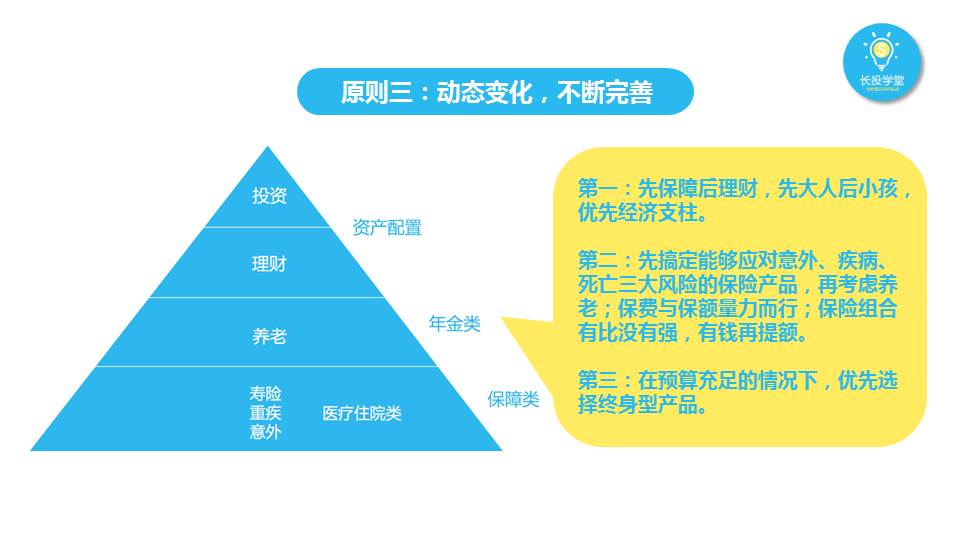 长投学堂
原则三：动态变化，不断完善
投资
资产配置
理财
养老
年金类
寿险
重疾
意外
医疗住院类
保障类
第一：先保障后理财，先大人后小孩，
优先经济支柱。
第二：先搞定能够应对意外、疾病、
死亡三大风险的保险产品，再考虑养
老；保费与保额量力而行；保险组合
有比没有强，有钱再提额。
第三：在预算充足的情况下，优先选
择终身型产品。